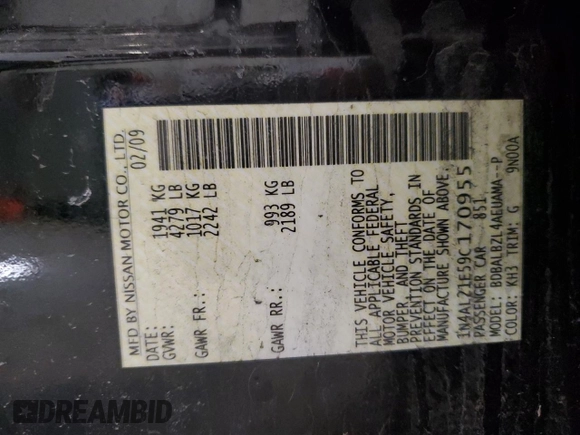 MFD BY NISSAN MOTOR CO., LTD.
DATE: 02/09
GVWR: 1941 KG
4279 LB
GAWR FR.: 1017 KG
2242 LB
GAWR RR.: 993 KG
2189 LB
THIS VEHICLE CONFORMS TO
ALL APPLICABLE FEDERAL
MOTOR VEHICLE SAFETY,
BUMPER, AND THEFT
PREVENTION STANDARDS IN
EFFECT ON THE DATE OF
MANUFACTURE SHOWN ABOVE.
1N4AL21E59C170955
PASSENGER CAR 851
MODEL: BDBALBZL4AEUAMA--P
COLOR: KH3 TRIM: G 9N00A
DREAMBID